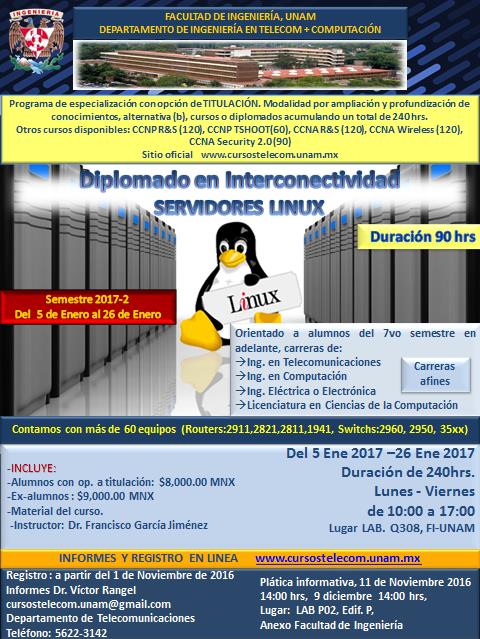 INGENIERIA
FACULTAD DE INGENIERÍA, UNAM
DEPARTAMENTO DE INGENIERÍA EN TELECOM + COMPUTACIÓN
Programa de especialización con opción de TITULACIÓN. Modalidad por ampliación y profundización de
conocimientos, alternativa (b), cursos o diplomados acumulando un total de 240 hrs.
Otros cursos disponibles: CCNP R&S (120), CCNP TSHOOT(60), CCNA R&S (120), CCNA Wireless (120),
CCNA Security 2.0 (90)
Sitio oficial www.cursostelecom.unam.mx
Diplomado en Interconectividad
SERVIDORES LINUX
Duración 90 hrs
Linux
Semestre 2017-2
Del 5 de Enero al 26 de Enero
Orientado a alumnos del 7vo semestre en
adelante, carreras de:
→Ing. en Telecomunicaciones
→Ing. en Computación
→Ing. Eléctrica o Electrónica
→Licenciatura en Ciencias de la Computación
Carreras
afines
Contamos con más de 60 equipos (Routers:2911,2821,2811,1941, Switchs:2960, 2950, 35xx)
-INCLUYE:
-Alumnos con op. a titulación: $8,000.00 MNX
-Ex-alumnos : $9,000.00 MNX
-Material del curso.
-Instructor: Dr. Francisco García Jiménez
Del 5 Ene 2017 –26 Ene 2017
Duración de 240hrs.
Lunes - Viernes
de 10:00 a 17:00
Lugar LAB. Q308, FI-UNAM
INFORMES Y REGISTRO EN LINEA www.cursostelecom.unam.mx
Registro : a partir del 1 de Noviembre de 2016
Informes Dr. Víctor Rangel
cursostelecom.unam@gmail.com
Departamento de Telecomunicaciones
Teléfono: 5622-3142
Plática informativa, 11 de Noviembre 2016
14:00 hrs, 9 diciembre 14:00 hrs,
Lugar: LAB P02, Edif. P,
Anexo Facultad de Ingeniería